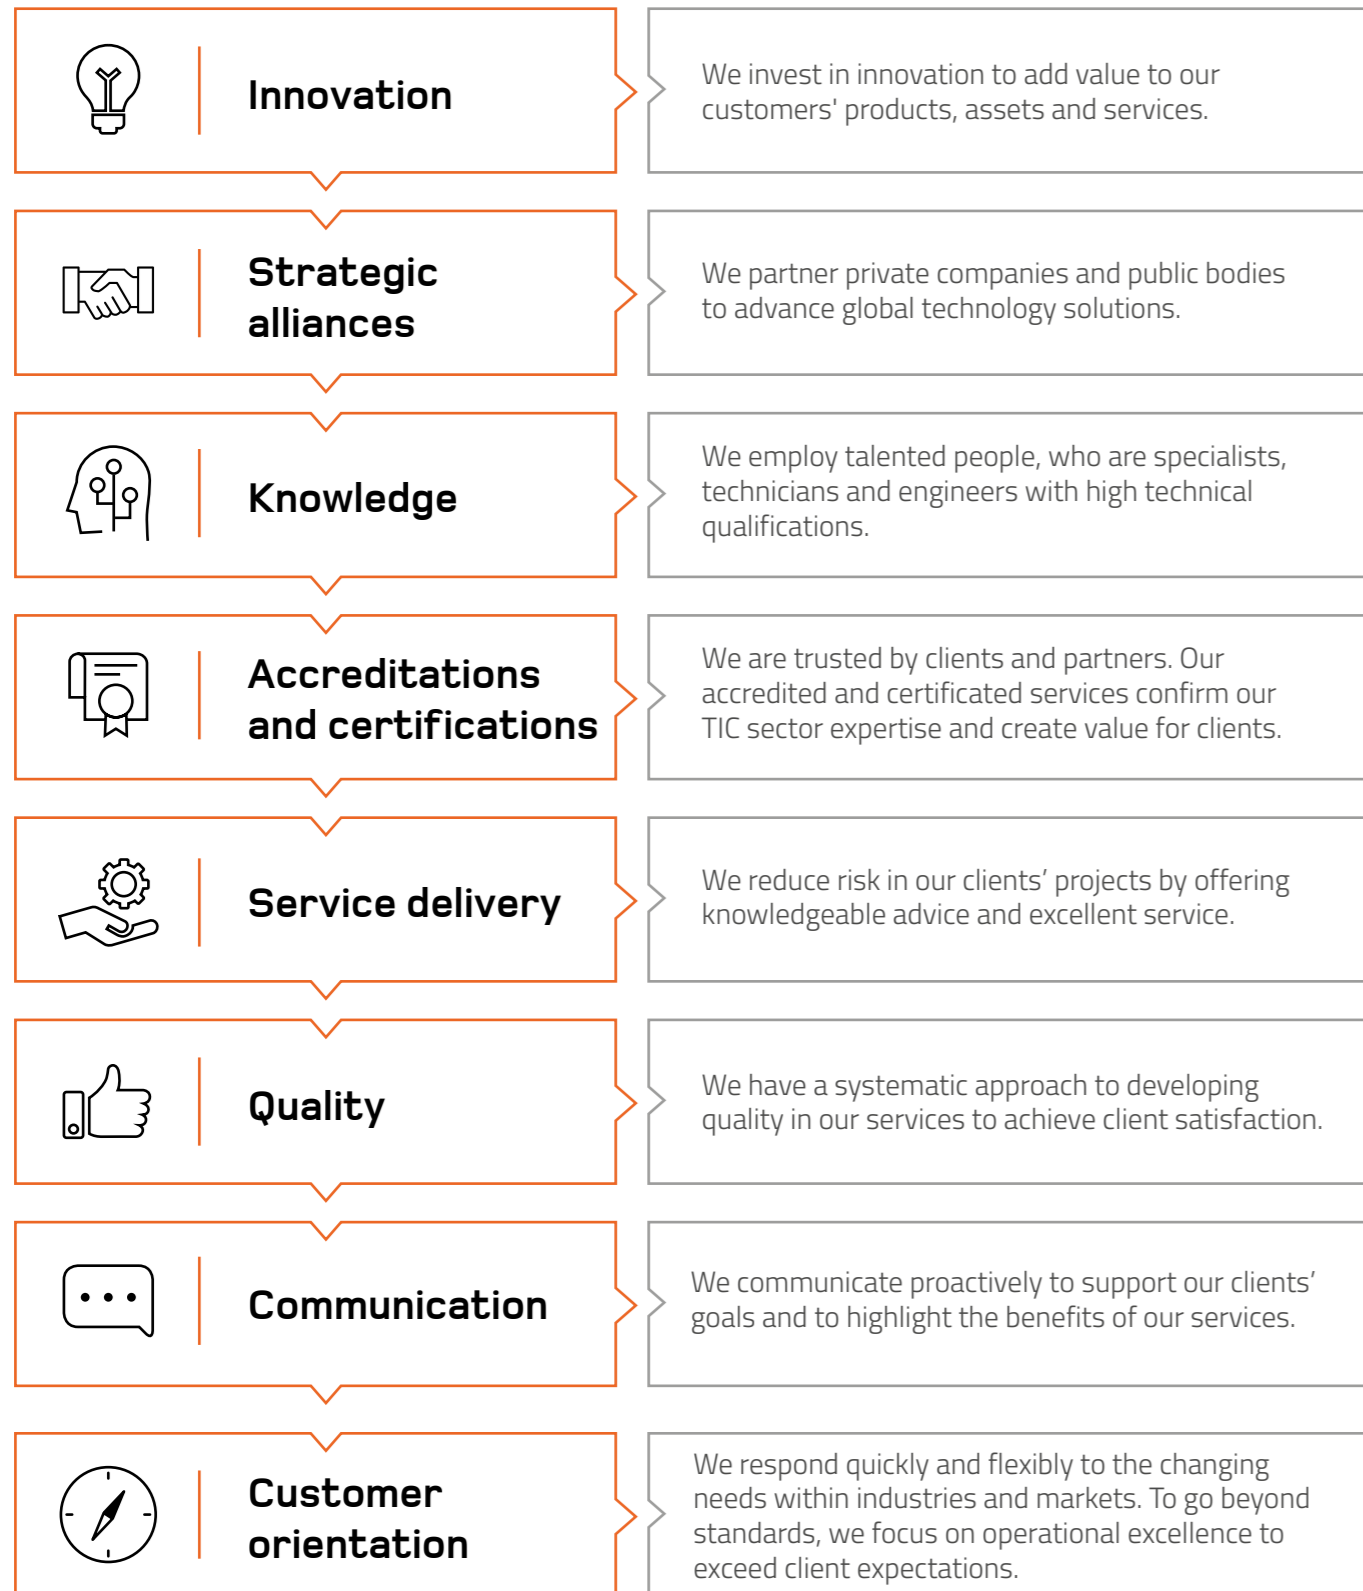 Innovation
We invest in innovation to add value to our
customers' products, assets and services.
Strategic
alliances
We partner private companies and public bodies
to advance global technology solutions.
Knowledge
We employ talented people, who are specialists,
technicians and engineers with high technical
qualifications.
Accreditations
and certifications
We are trusted by clients and partners. Our
accredited and certificated services confirm our
TIC sector expertise and create value for clients.
Service delivery
We reduce risk in our clients’ projects by offering
knowledgeable advice and excellent service.
Quality
We have a systematic approach to developing
quality in our services to achieve client satisfaction.
Communication
We communicate proactively to support our clients’
goals and to highlight the benefits of our services.
Customer
orientation
We respond quickly and flexibly to the changing
needs within industries and markets. To go beyond
standards, we focus on operational excellence to
exceed client expectations.